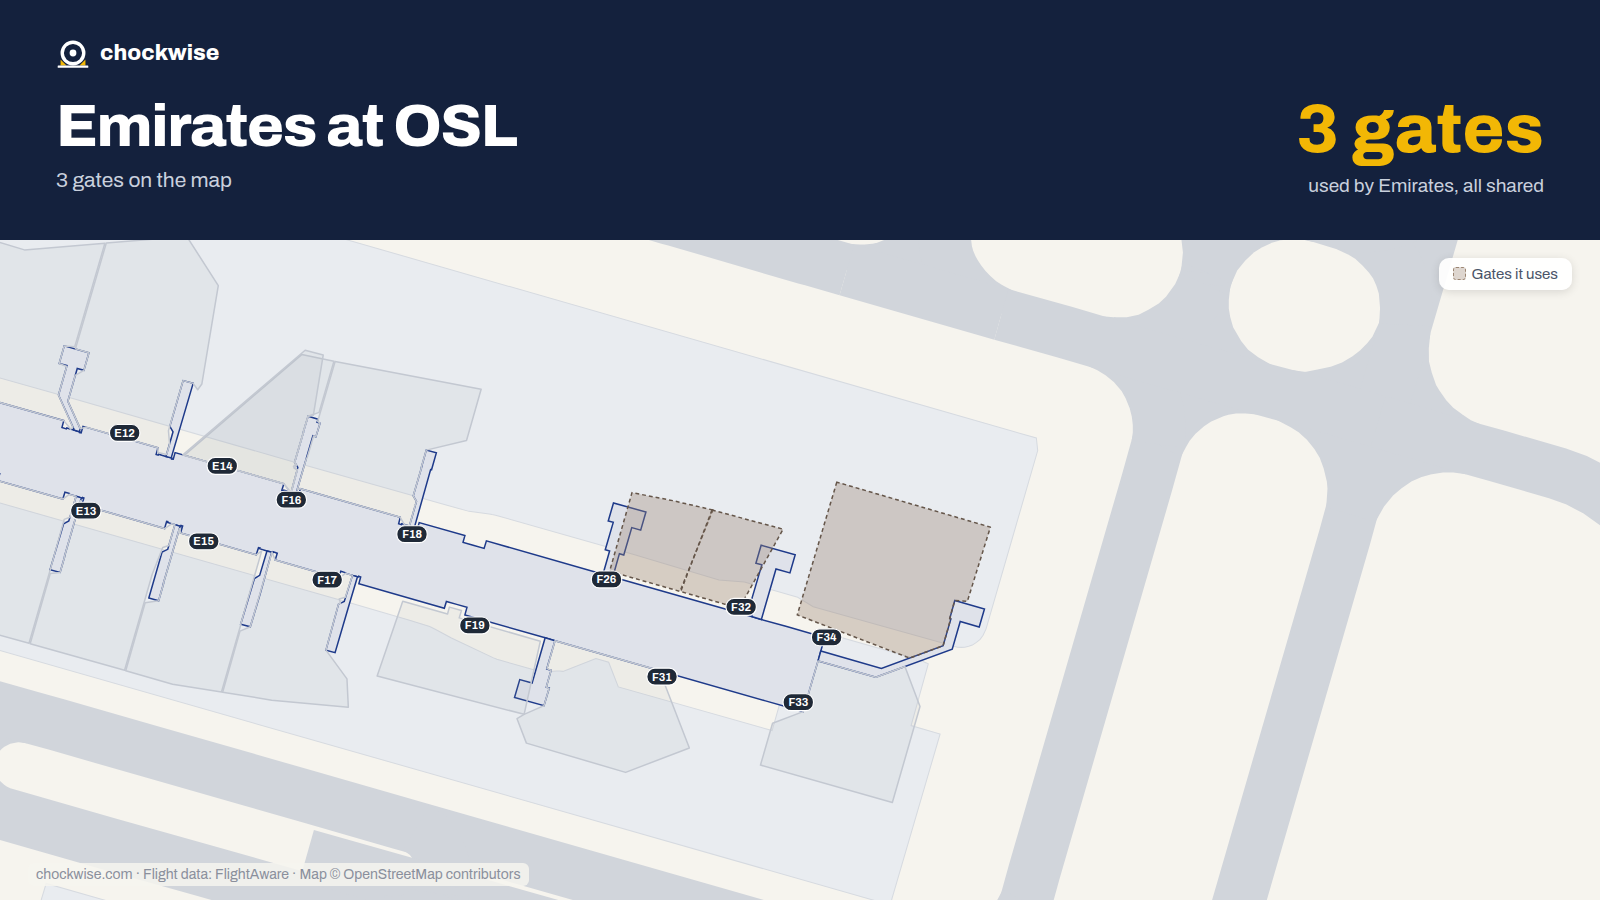 chockwise
Emirates at OSL
3 gates on the map
3 gates
used by Emirates, all shared
Gates it uses
E12
E14
F16
E13
F18
E15
F17
F26
F32
F19
F34
F31
F33
chockwise.com · Flight data: FlightAware · Map © OpenStreetMap contributors